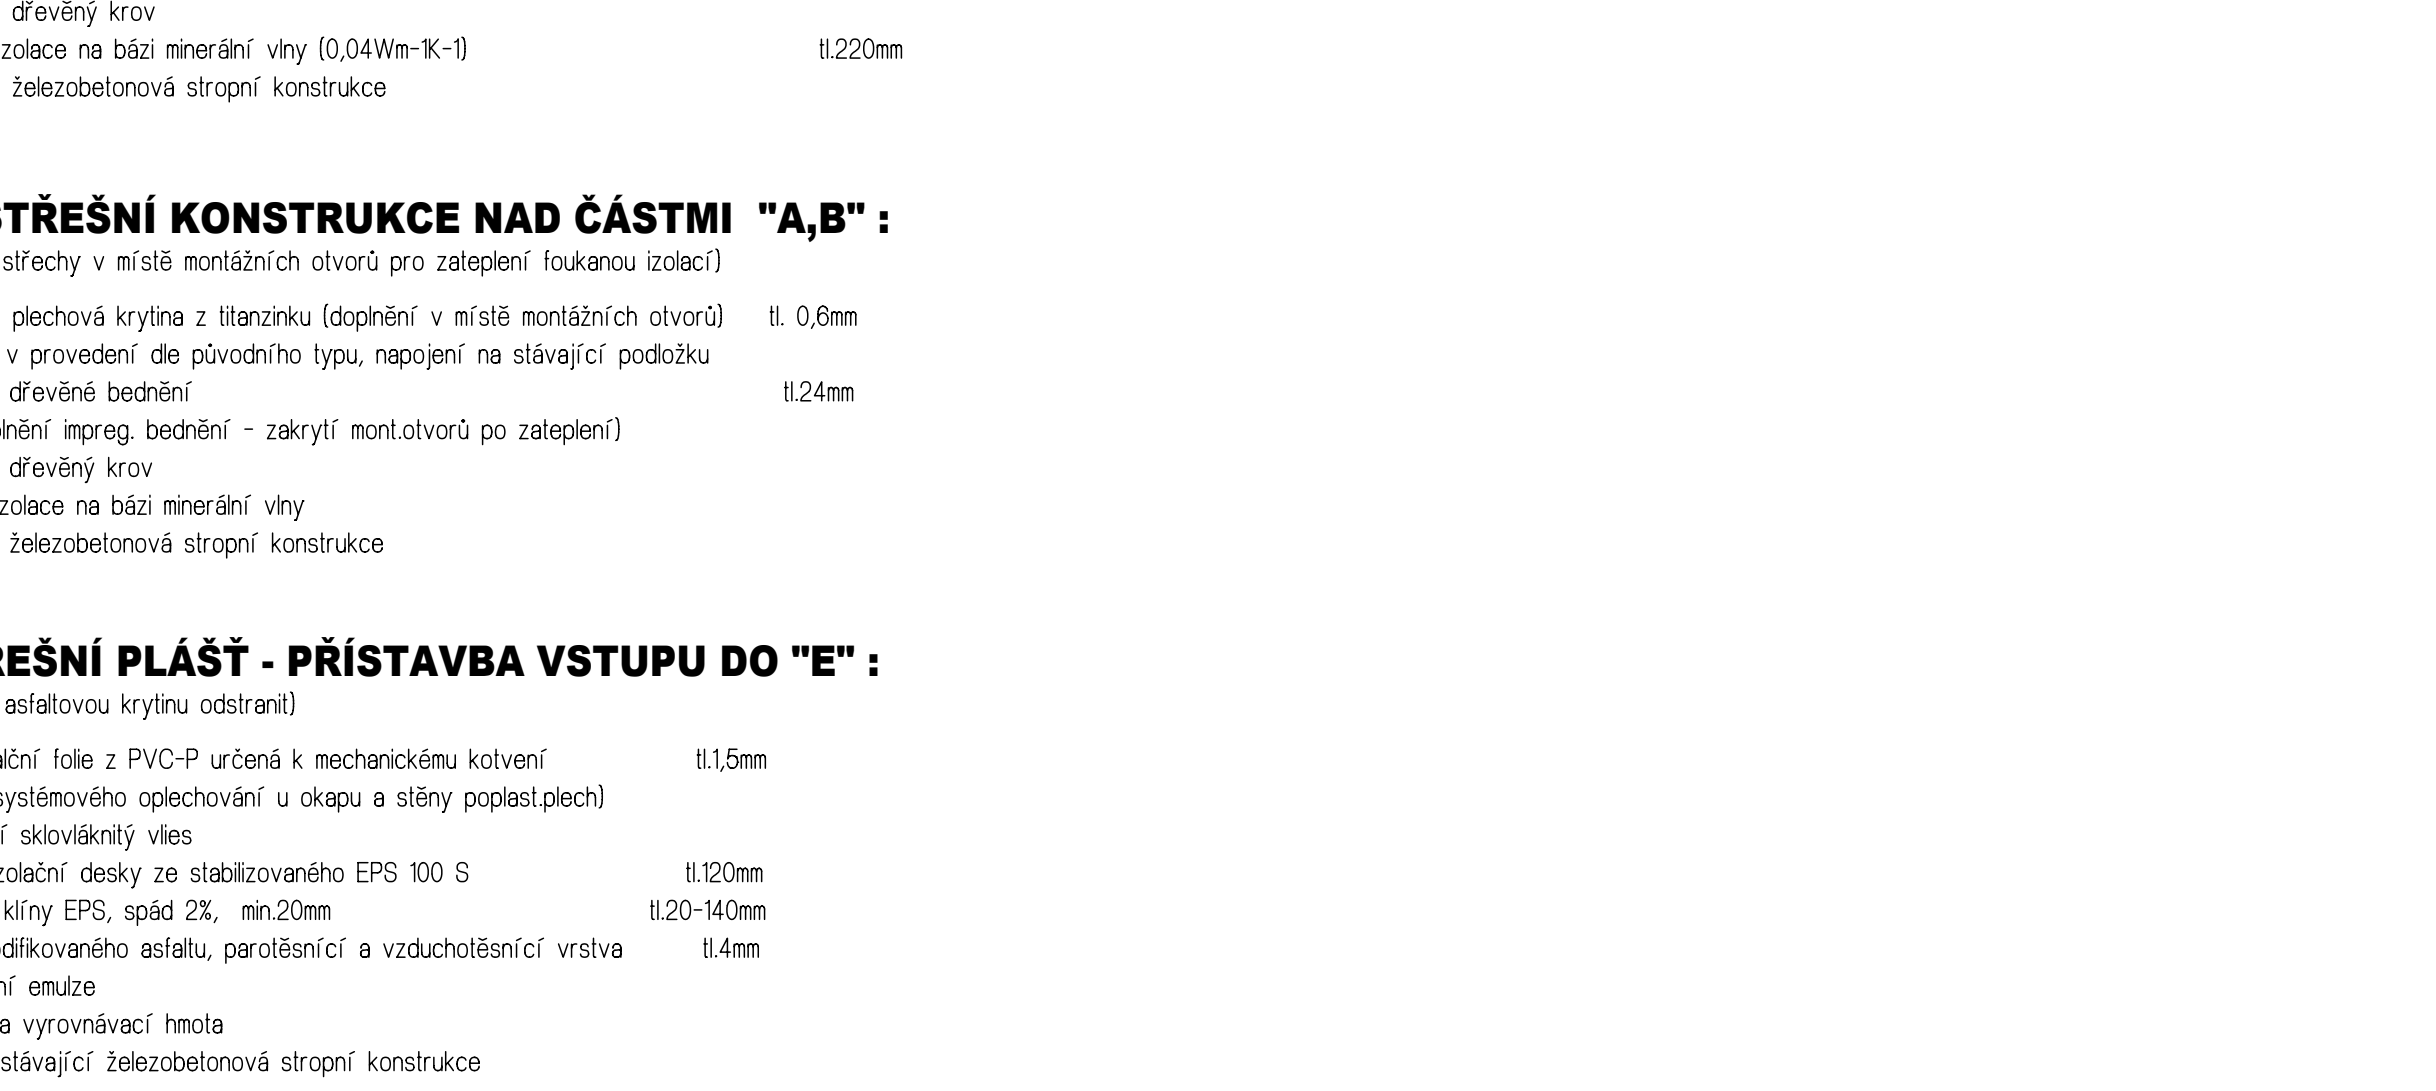 dřevěný krov
zolace na bázi minerální vlny (0,04Wm-1K-1) tl.220mm
železobetonová stropní konstrukce
STŘEŠNÍ KONSTRUKCE NAD ČÁSTMI "A,B" :
střechy v místě montážních otvorů pro zateplení foukanou izolací)
plechová krytina z titanzinku (doplnění v místě montážních otvorů) tl. 0,6mm
v provedení dle původního typu, napojení na stávající podložku
dřevěné bednění tl.24mm
lnění impreg. bednění - zakrytí mont.otvorů po zateplení)
dřevěný krov
zolace na bázi minerální vlny
železobetonová stropní konstrukce
ŘEŠNÍ PLÁŠŤ - PŘÍSTAVBA VSTUPU DO "E" :
asfaltovou krytinu odstranit)
alční folie z PVC-P určená k mechanickému kotvení tl.1,5mm
systémového oplechování u okapu a stěny poplast.plech)
í sklovláknitý vlies
zolační desky ze stabilizovaného EPS 100 S tl.120mm
klíny EPS, spád 2%, min.20mm tl.20-140mm
difikovaného asfaltu, parotěsnící a vzduchotěsnící vrstva tl.4mm
ní emulze
a vyrovnávací hmota
stávající železobetonová stropní konstrukce